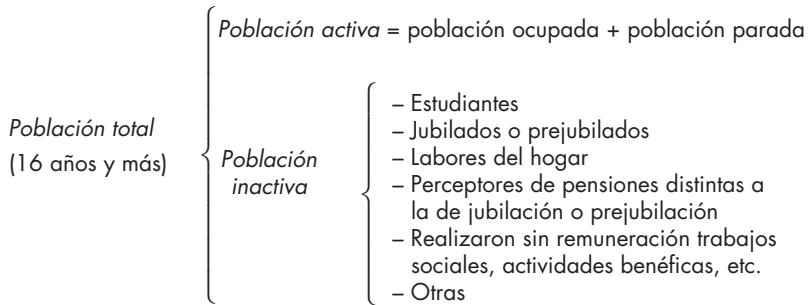 Población activa = población ocupada + población parada
Población total
(16 años y más)
Población
inactiva
– Estudiantes
– Jubilados o prejubilados
– Labores del hogar
– Perceptores de pensiones distintas a
la de jubilación o prejubilación
– Realizaron sin remuneración trabajos
sociales, actividades benéficas, etc.
– Otras